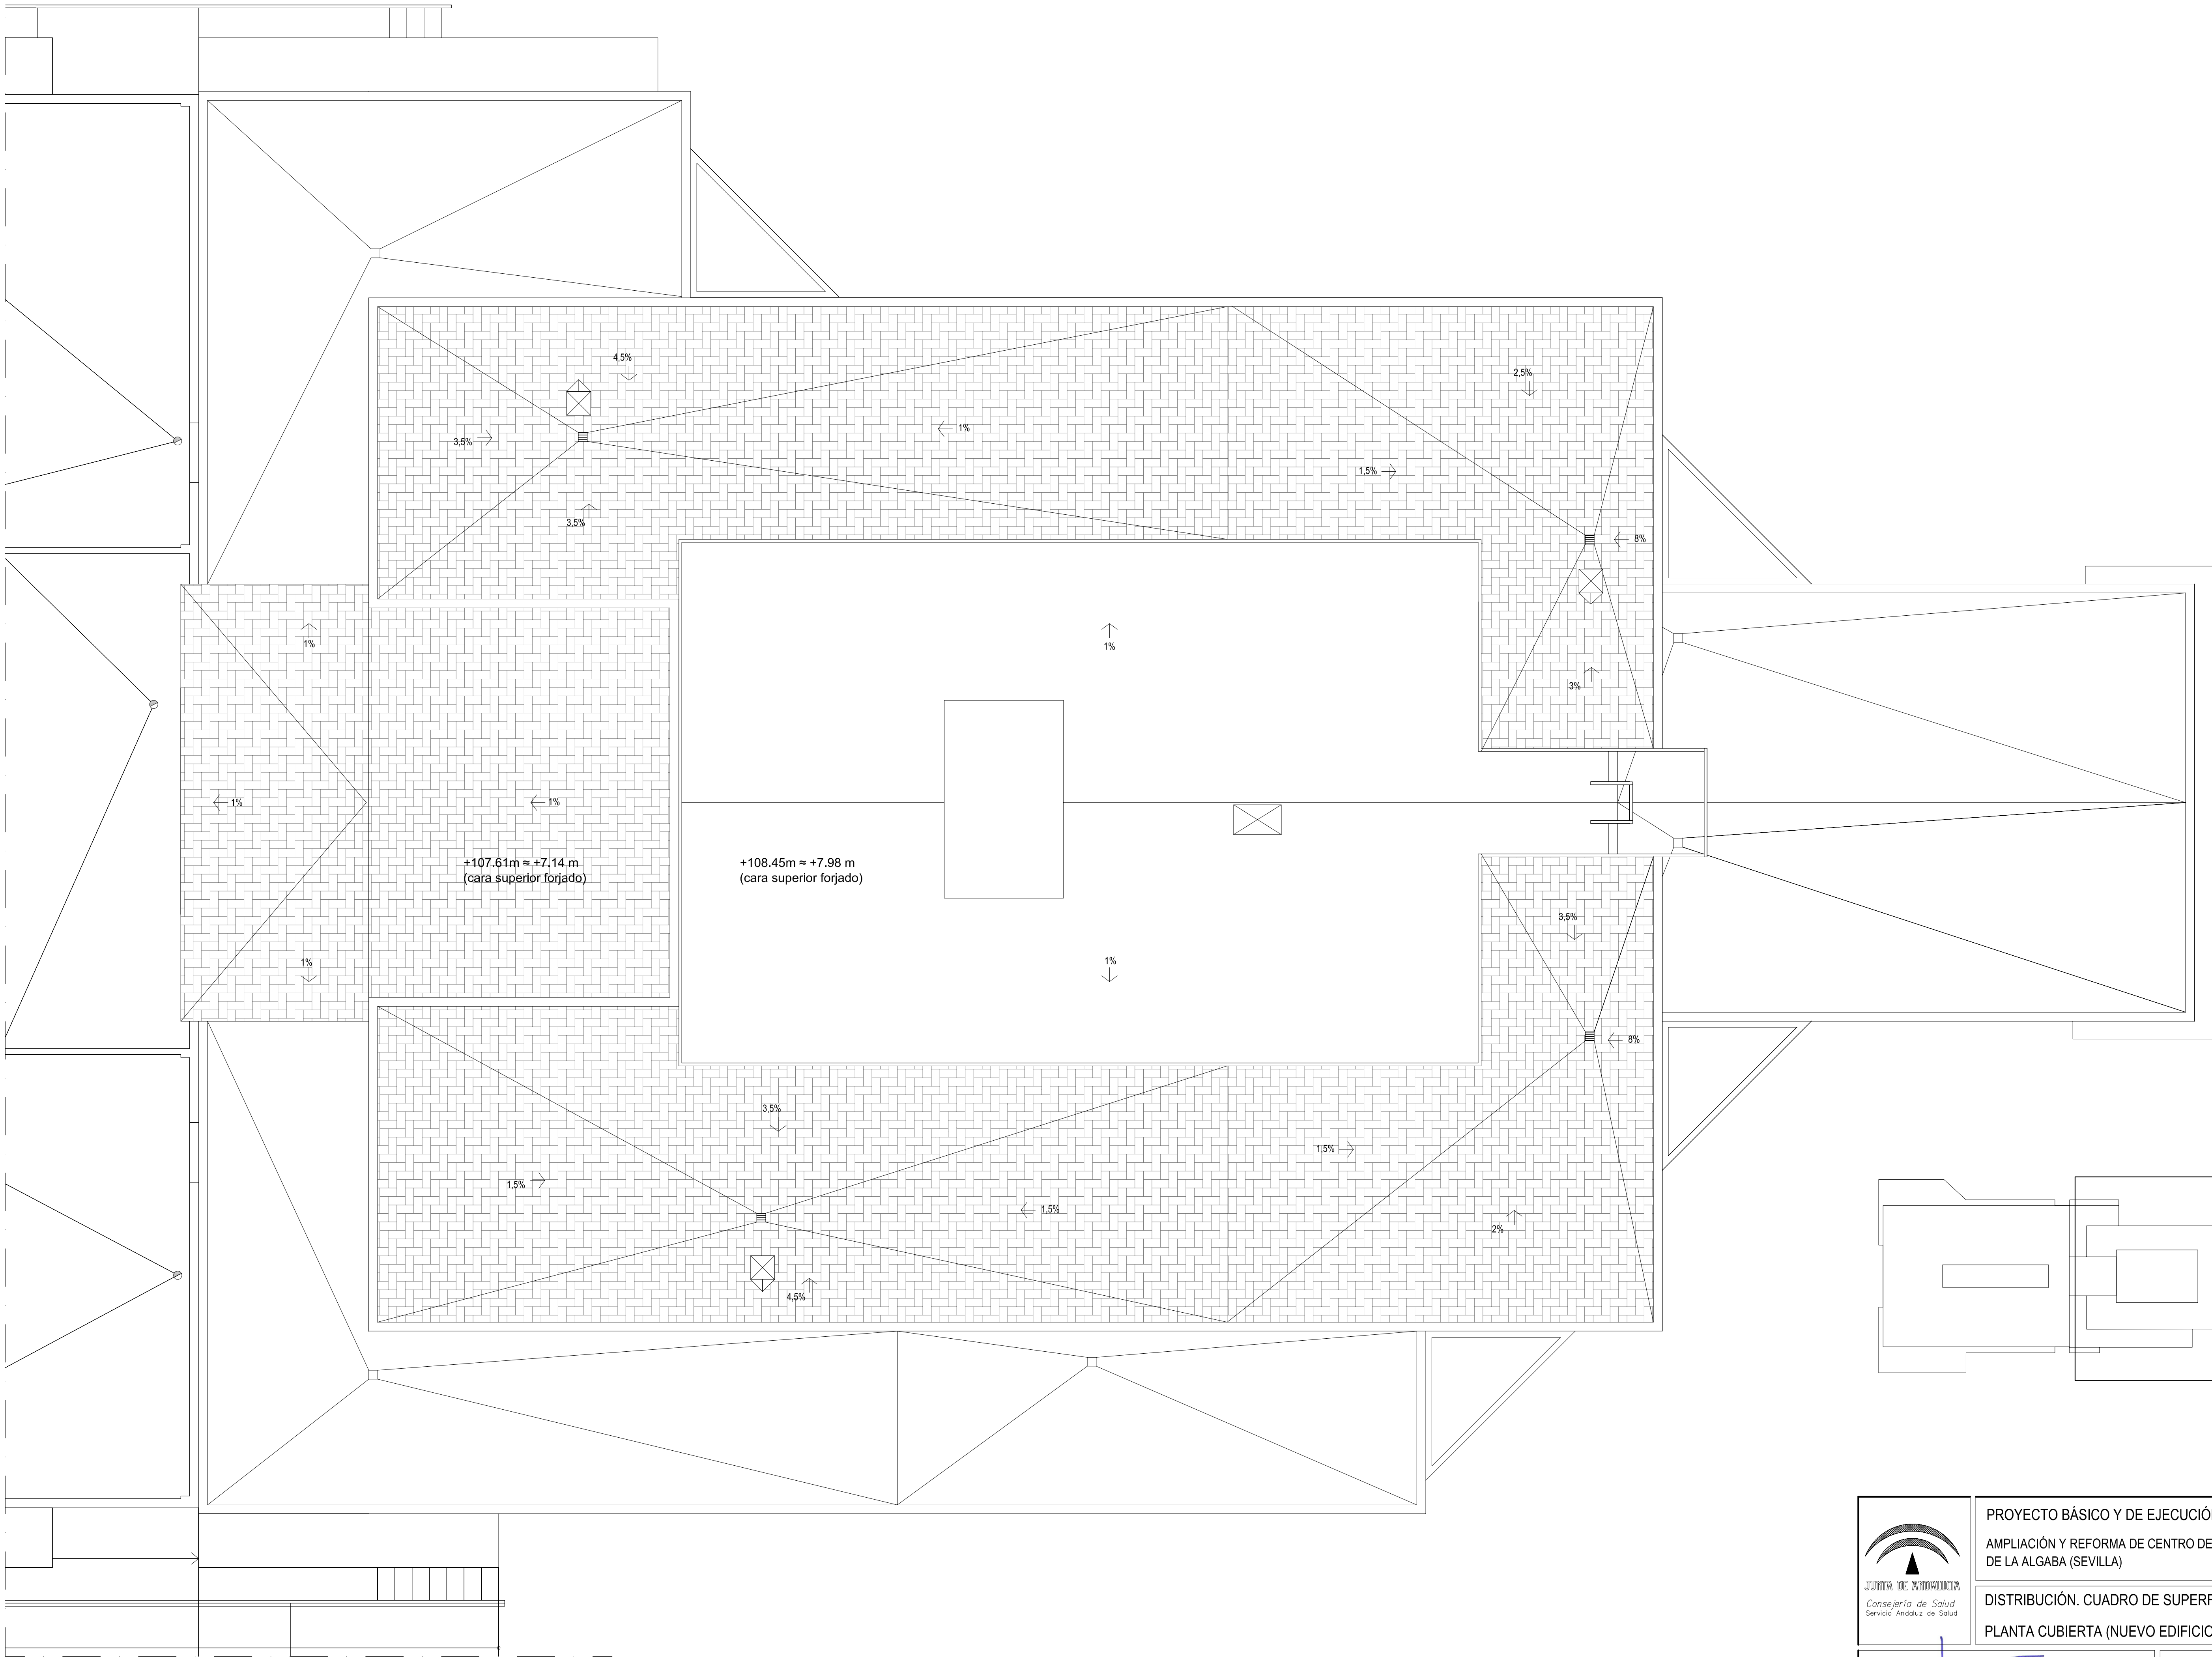 4,5%
2,5%
3,5%
1%
1,5%
3,5%
8%
1%
1%
3%
1%
1%
+107.61m ≈ +7.14 m
(cara superior forjado)
+108.45m ≈ +7.98 m
(cara superior forjado)
3,5%
1%
1%
8%
3,5%
1,5%
1,5%
1,5%
2%
4,5%
JUNTA DE ANDALUCIA
Consejería de Salud
Servicio Andaluz de Salud
PROYECTO BÁSICO Y DE EJECUCIÓN
AMPLIACIÓN Y REFORMA DE CENTRO DE
DE LA ALGABA (SEVILLA)
DISTRIBUCIÓN. CUADRO DE SUPERF
PLANTA CUBIERTA (NUEVO EDIFICIO